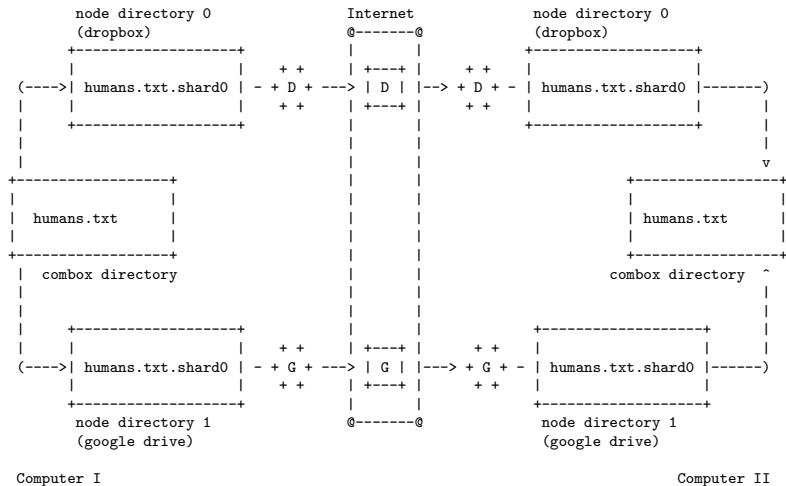 node directory 0 Internet node directory 0
(dropbox) @-------@ (dropbox)
+--------------------+ | | +--------------------+
| | + + | +---+ | + + | |
(---->| humans.txt.shard0 | - + D + ---> | D | | --> + D + - | humans.txt.shard0 |-------)
| | | + + | +---+ | + + | | |
| +--------------------+ | | +--------------------+ |
| | | |
| | | v
+-------------------+ | | +------------------+
| | | | | |
| humans.txt | | | | humans.txt |
| | | | | |
+-------------------+ | | +------------------+
| combox directory | | combox directory ^
| | | |
| | | |
| +--------------------+ | | +--------------------+ |
| | | + + | +---+ | + + | | |
(---->| humans.txt.shard0 | - + G + ---> | G | | ---> + G + - | humans.txt.shard0 |------)
| | + + | +---+ | + + | |
+--------------------+ | | +--------------------+
node directory 1 @-------@ node directory 1
(google drive) (google drive)
Computer I Computer II